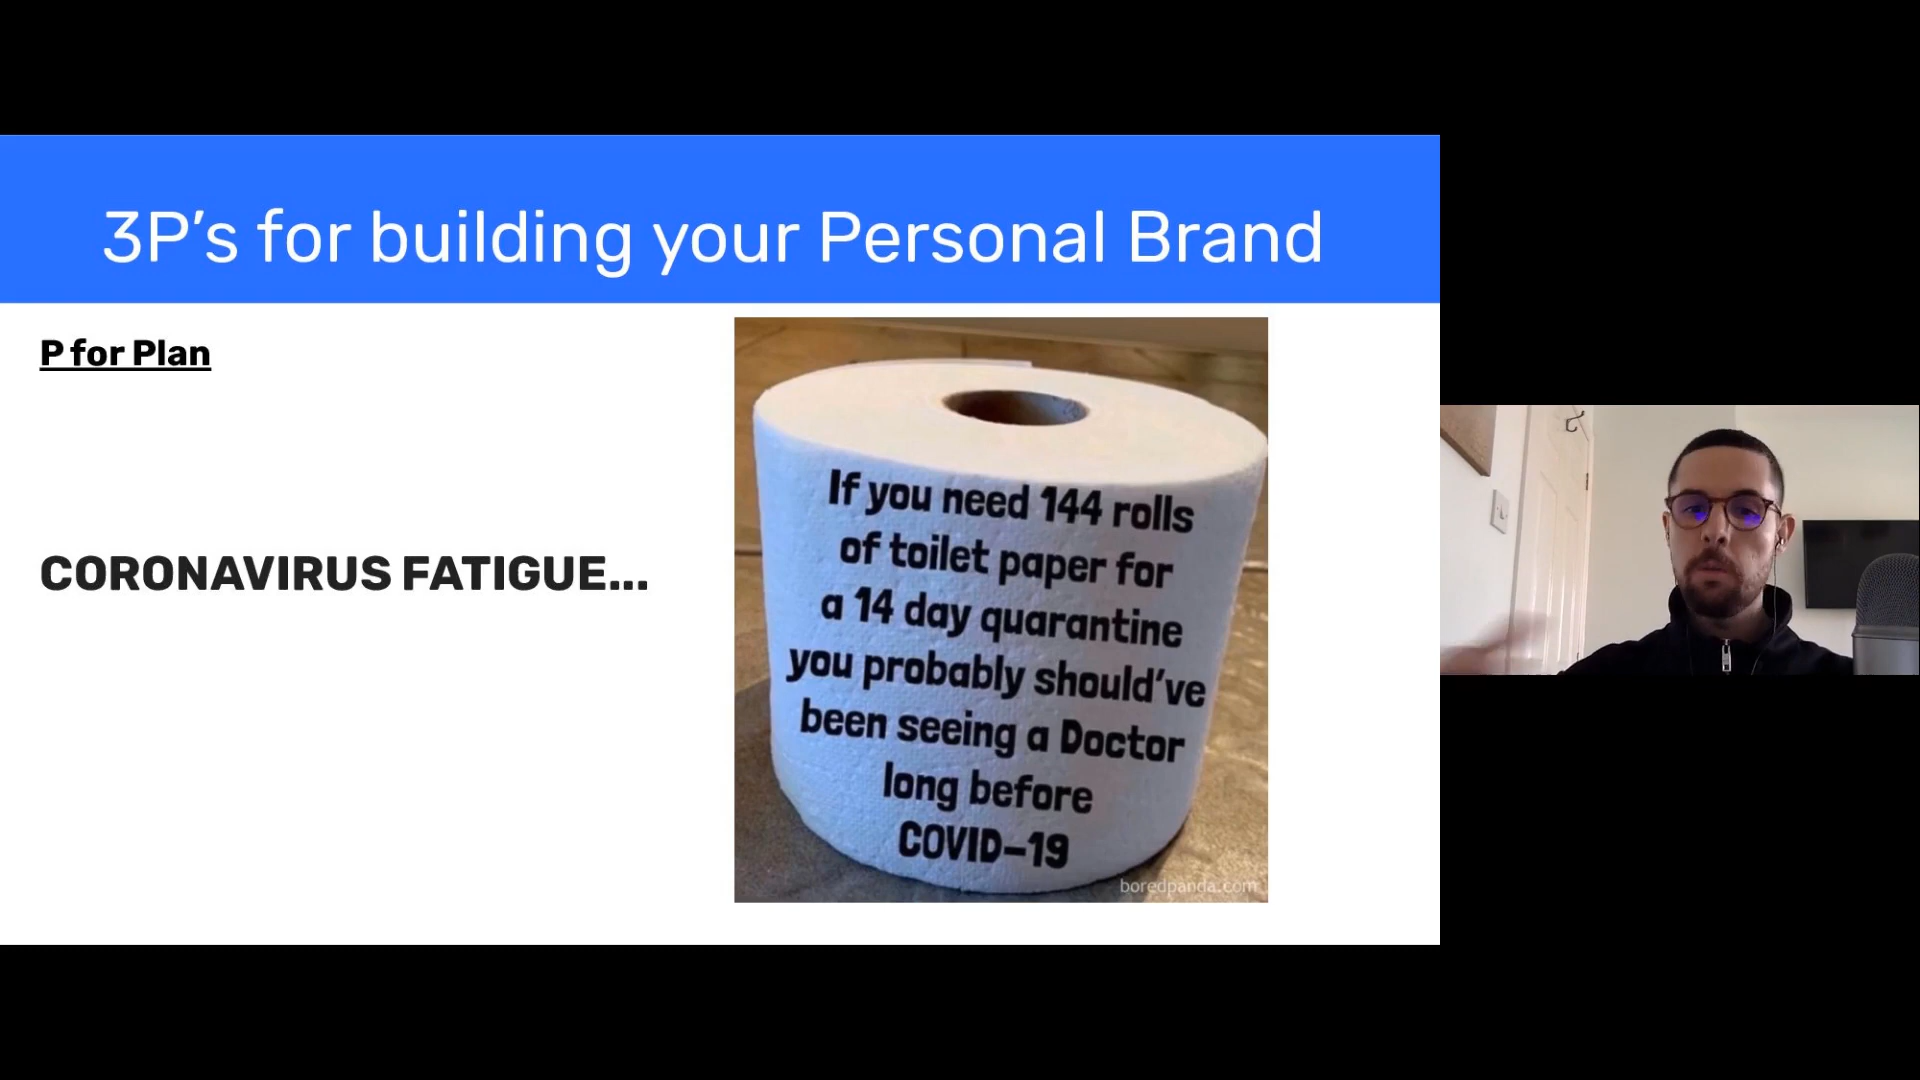 3P’s for building your Personal Brand
P for Plan
CORONAVIRUS FATIGUE...
If you need 144 rolls
of toilet paper for
a 14 day quarantine
you probably should’ve
been seeing a Doctor
long before
COVID-19
boredpanda.com